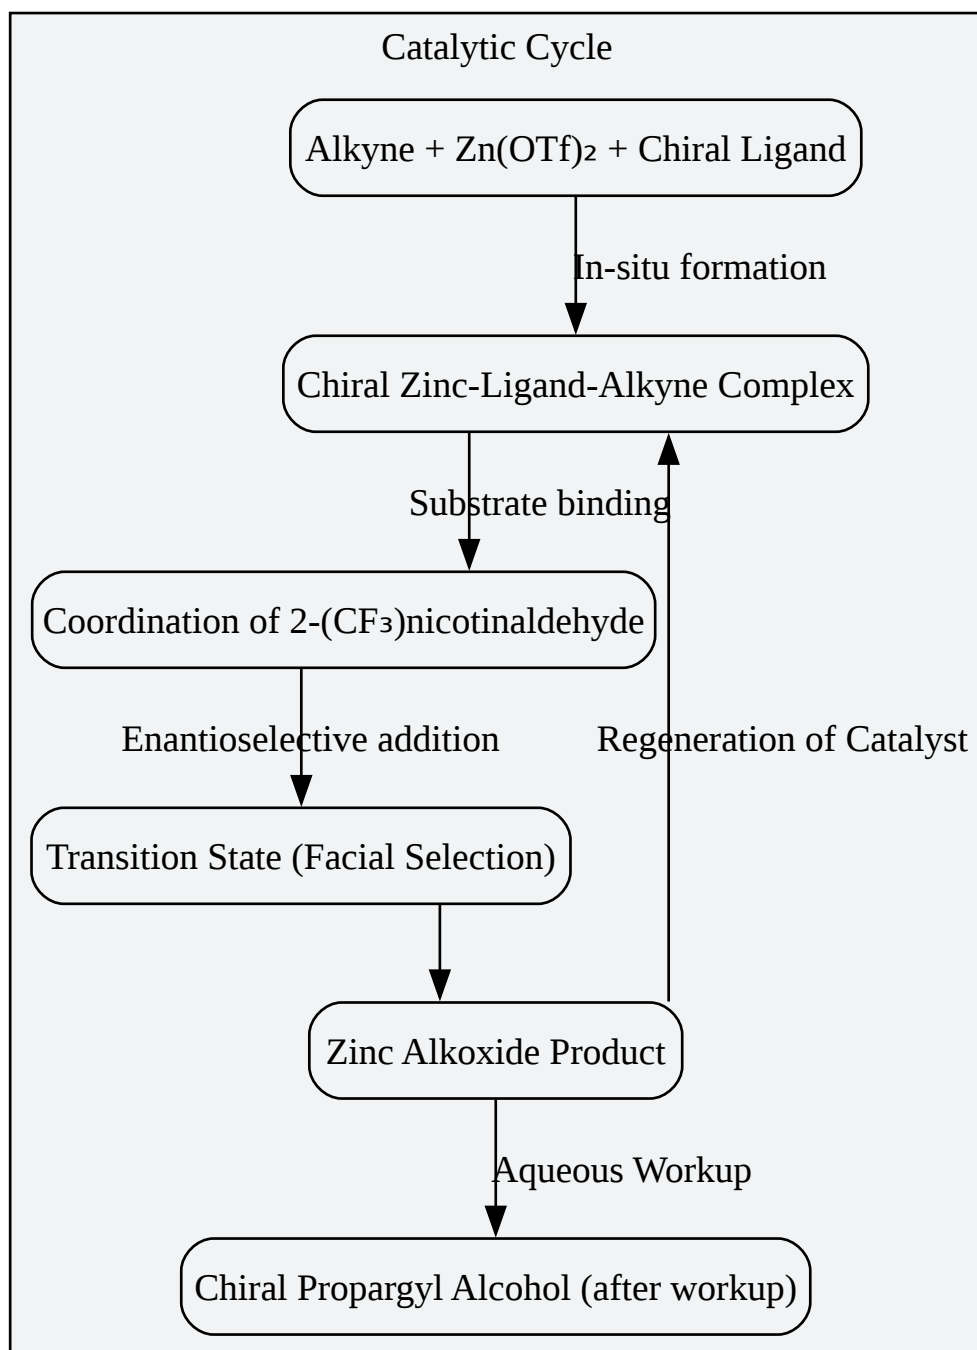 Catalytic Cycle
Alkyne + Zn(OTf)₂ + Chiral Ligand
In-situ formation
Chiral Zinc-Ligand-Alkyne Complex
Substrate binding
Coordination of 2-(CF₃)nicotinaldehyde
Enantioselective addition
Regeneration of Catalyst
Transition State (Facial Selection)
Zinc Alkoxide Product
Aqueous Workup
Chiral Propargyl Alcohol (after workup)